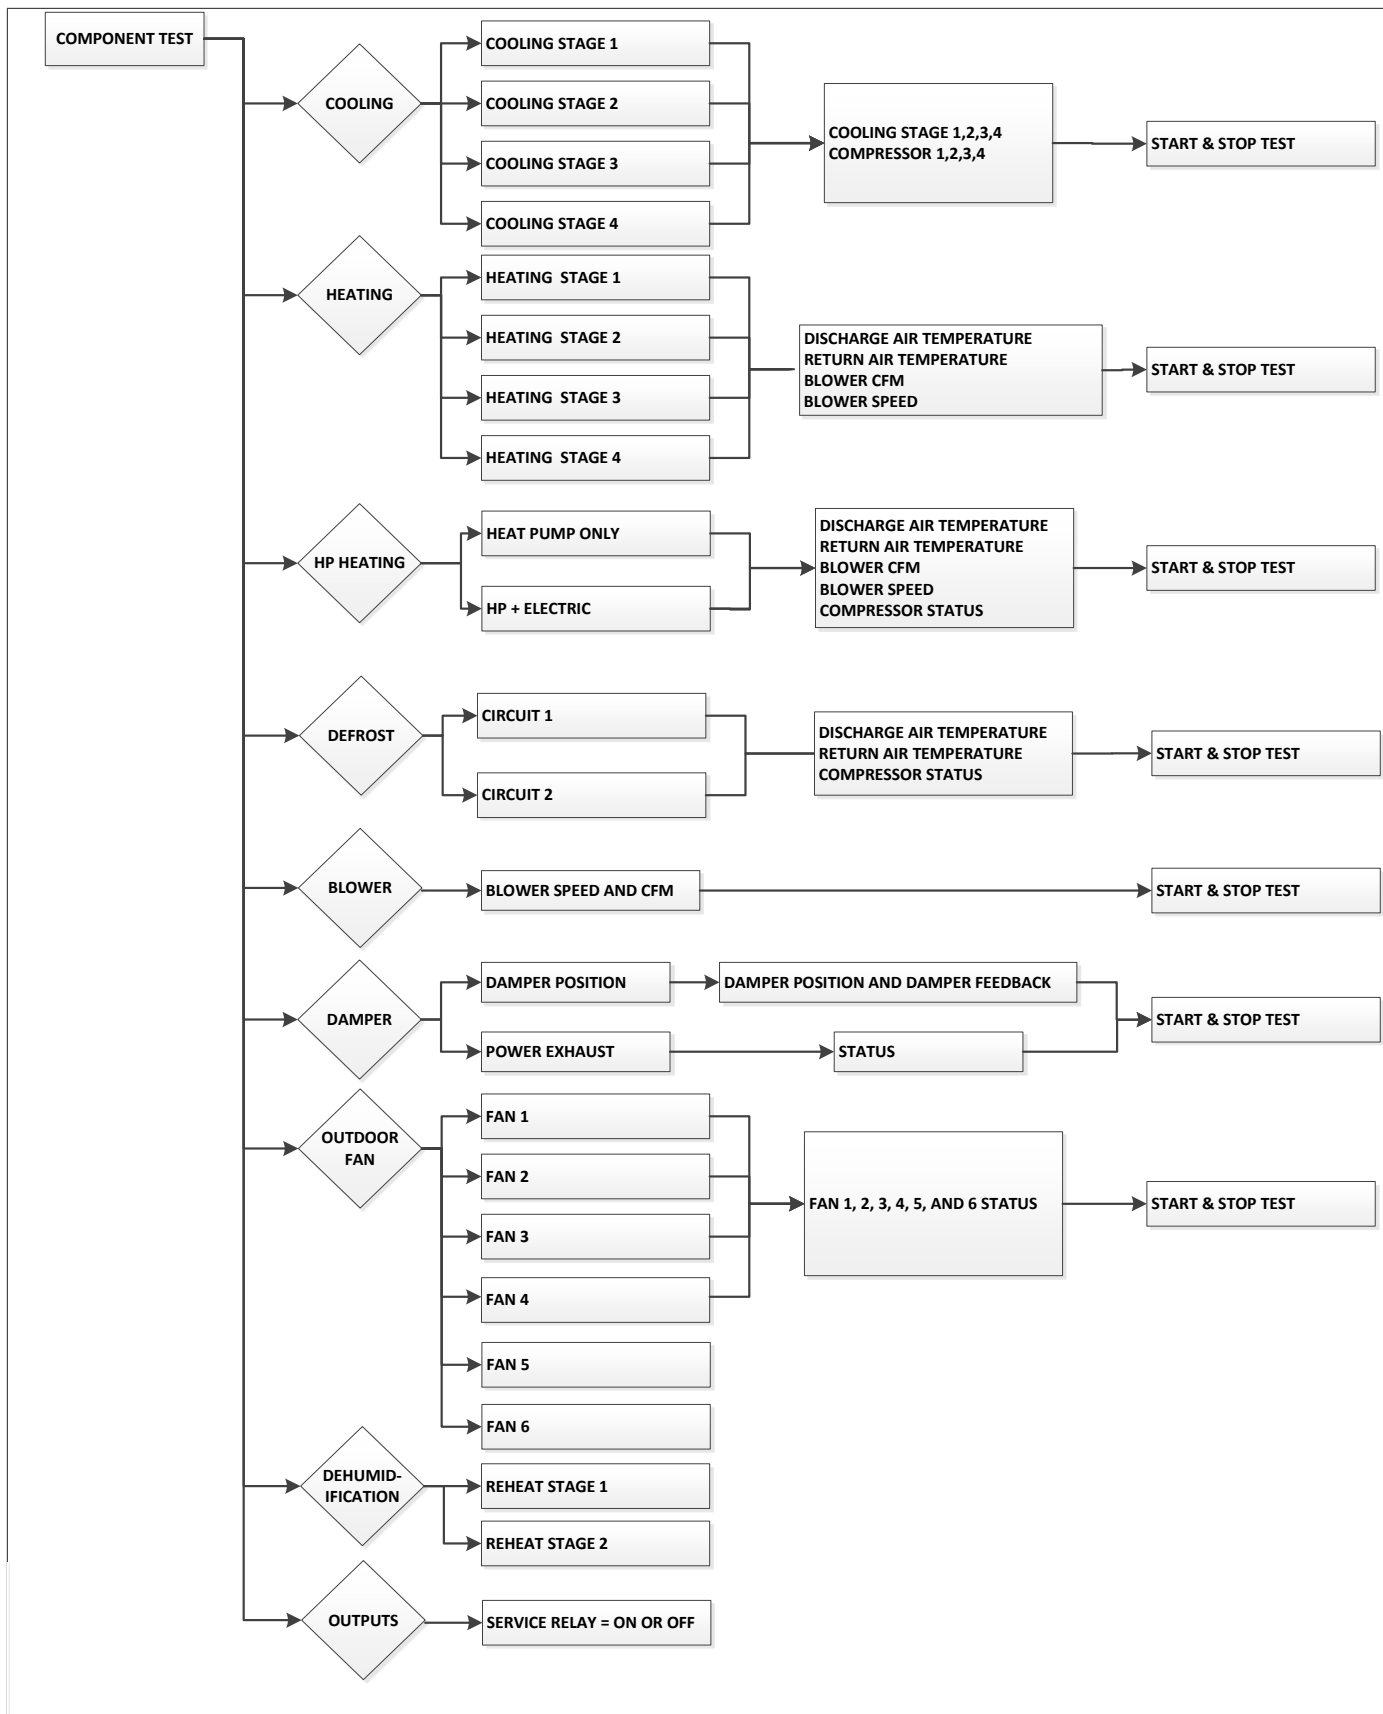 COMPONENT TEST
COOLING
COOLING STAGE 1
COOLING STAGE 2
COOLING STAGE 3
COOLING STAGE 4
COOLING STAGE 1,2,3,4
COMPRESSOR 1,2,3,4
START & STOP TEST
HEATING
HEATING  STAGE 1
HEATING  STAGE 2
HEATING  STAGE 3
HEATING  STAGE 4
DISCHARGE AIR TEMPERATURE
RETURN AIR TEMPERATURE
BLOWER CFM
BLOWER SPEED
START & STOP TEST
HP HEATING
HEAT PUMP ONLY
HP + ELECTRIC
DISCHARGE AIR TEMPERATURE
RETURN AIR TEMPERATURE
BLOWER CFM
BLOWER SPEED
COMPRESSOR STATUS
START & STOP TEST
DEFROST
CIRCUIT 1
CIRCUIT 2
DISCHARGE AIR TEMPERATURE
RETURN AIR TEMPERATURE
COMPRESSOR STATUS
START & STOP TEST
BLOWER
BLOWER SPEED AND CFM
START & STOP TEST
DAMPER
DAMPER POSITION
DAMPER POSITION AND DAMPER FEEDBACK
POWER EXHAUST
STATUS
START & STOP TEST
OUTDOOR
FAN
FAN 1
FAN 2
FAN 3
FAN 4
FAN 5
FAN 6
FAN 1, 2, 3, 4, 5, AND 6 STATUS
START & STOP TEST
DEHUMID-
IFICATION
REHEAT STAGE 1
REHEAT STAGE 2
OUTPUTS
SERVICE RELAY = ON OR OFF